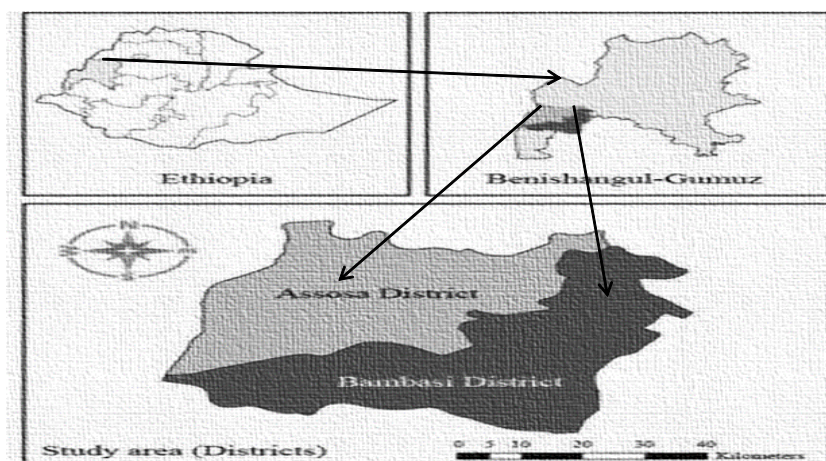 Ethiopia
Benishangul-Gumuz
N
W
S
Assosa District
Bambasi District
Study area (Districts)
0 5 10 20 30 40
Kilometers